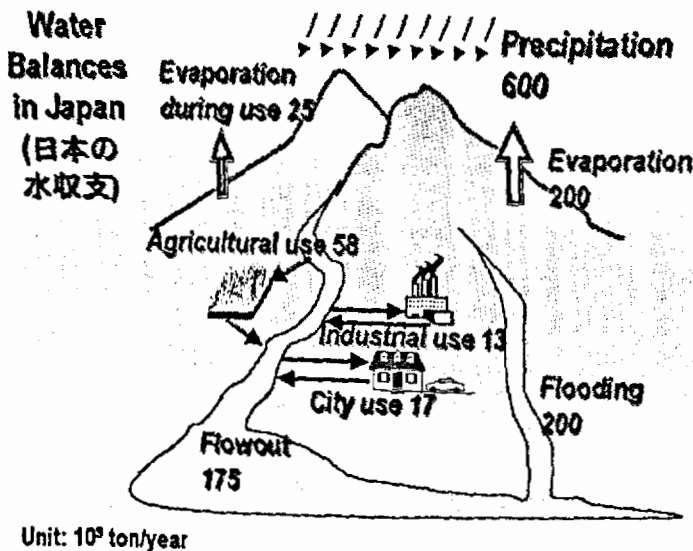 Water
Balances
in Japan
(日本の
水収支)
Precipitation
600
Evaporation
during use 25
Evaporation
200
Agricultural use 58
Industrial use 13
City use 17
Flooding
200
Flowout
175
Unit: 10⁹ ton/year